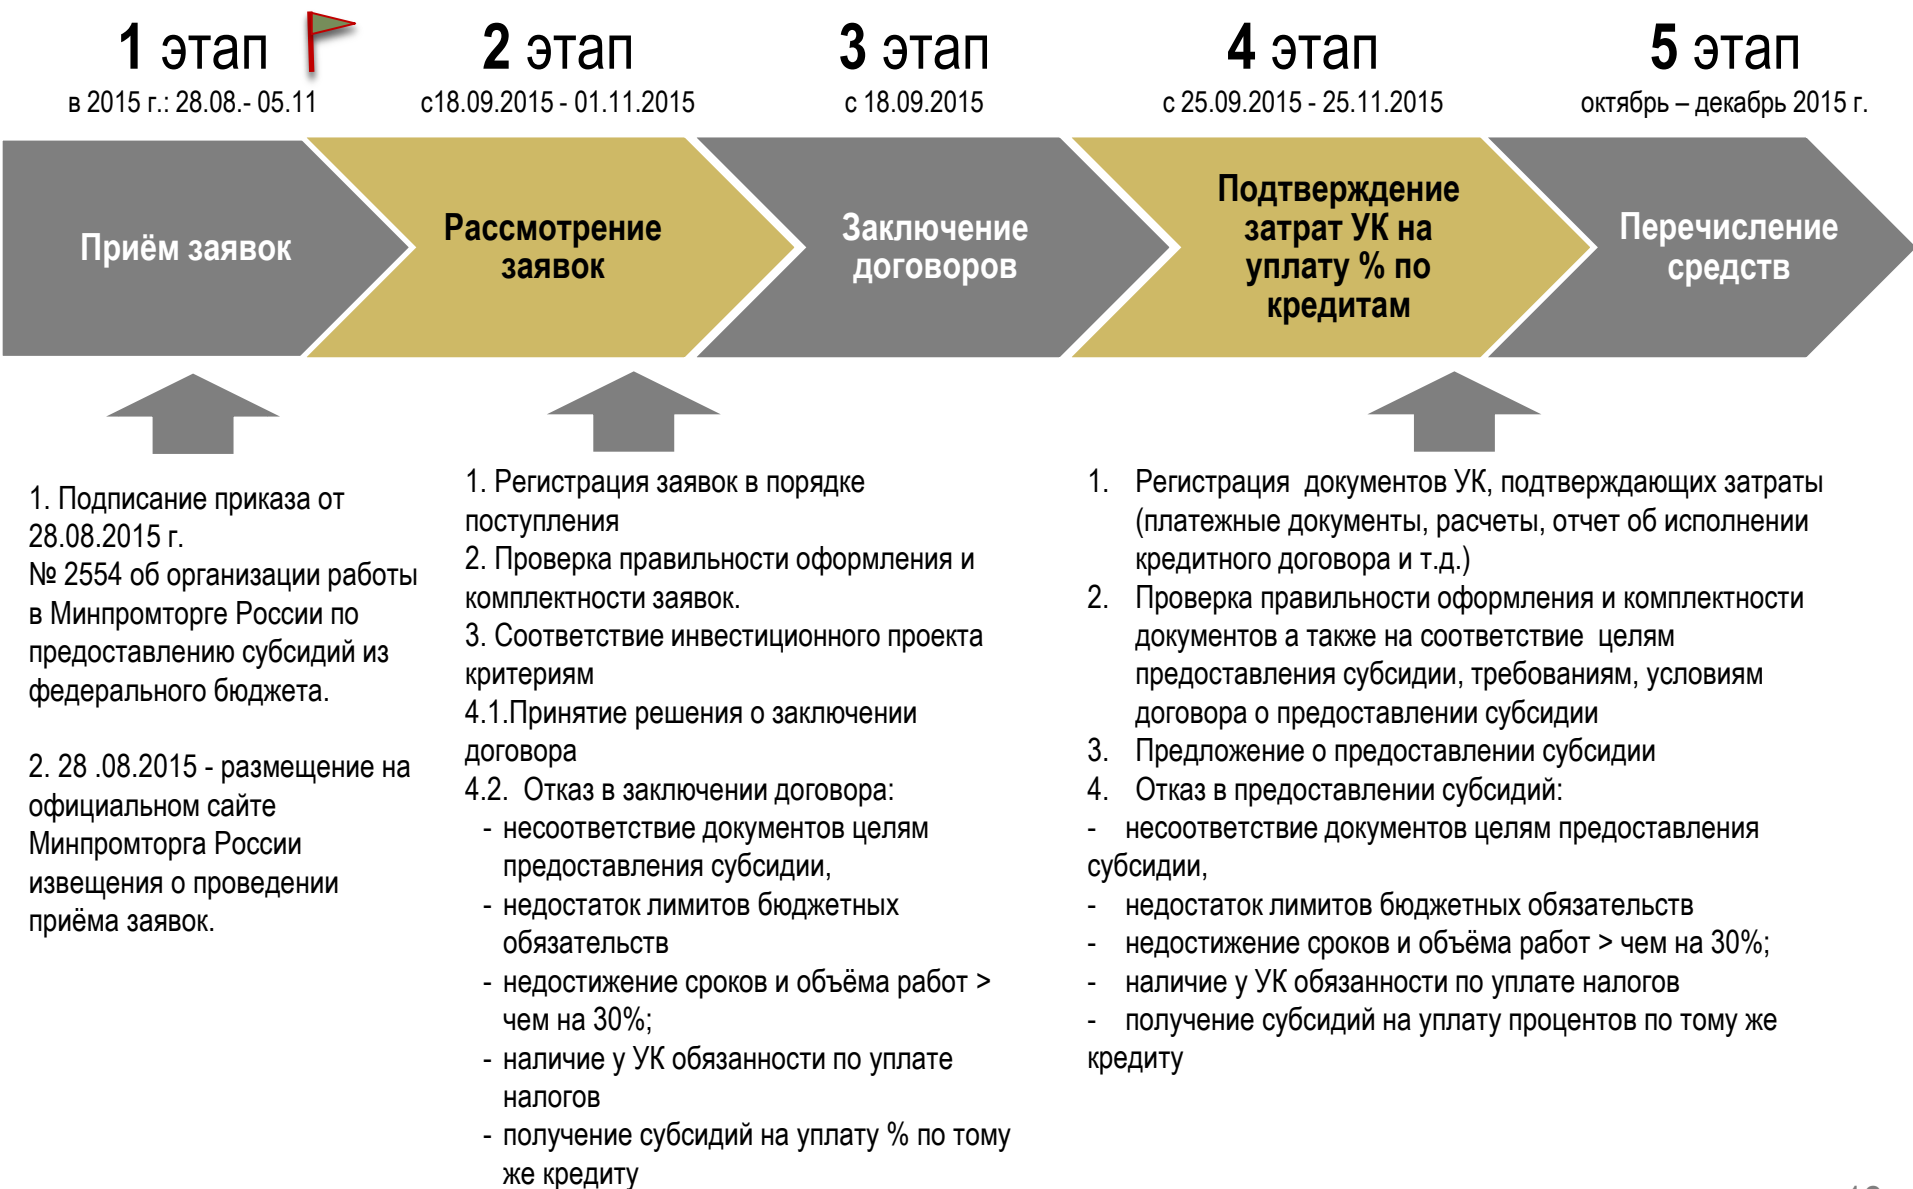 1 этап
в 2015 г.: 28.08.- 05.11
2 этап
с18.09.2015 - 01.11.2015
3 этап
с 18.09.2015
4 этап
с 25.09.2015 - 25.11.2015
5 этап
октябрь – декабрь 2015 г.
Приём заявок
Рассмотрение
заявок
Заключение
договоров
Подтверждение
затрат УК на
уплату % по
кредитам
Перечисление
средств
1. Подписание приказа от
28.08.2015 г.
№ 2554 об организации работы
в Минпромторге России по
предоставлению субсидий из
федерального бюджета.
2. 28 .08.2015 - размещение на
официальном сайте
Минпромторга России
извещения о проведении
приёма заявок.
1. Регистрация заявок в порядке
поступления
2. Проверка правильности оформления и
комплектности заявок.
3. Соответствие инвестиционного проекта
критериям
4.1.Принятие решения о заключении
договора
4.2. Отказ в заключении договора:
- несоответствие документов целям
предоставления субсидии,
- недостаток лимитов бюджетных
обязательств
- недостижение сроков и объёма работ >
чем на 30%;
- наличие у УК обязанности по уплате
налогов
- получение субсидий на уплату % по тому
же кредиту
1. Регистрация документов УК, подтверждающих затраты
(платежные документы, расчеты, отчет об исполнении
кредитного договора и т.д.)
2. Проверка правильности оформления и комплектности
документов а также на соответствие целям
предоставления субсидии, требованиям, условиям
договора о предоставлении субсидии
3. Предложение о предоставлении субсидии
4. Отказ в предоставлении субсидий:
- несоответствие документов целям предоставления
субсидии,
- недостаток лимитов бюджетных обязательств
- недостижение сроков и объёма работ > чем на 30%;
- наличие у УК обязанности по уплате налогов
- получение субсидий на уплату процентов по тому же
кредиту